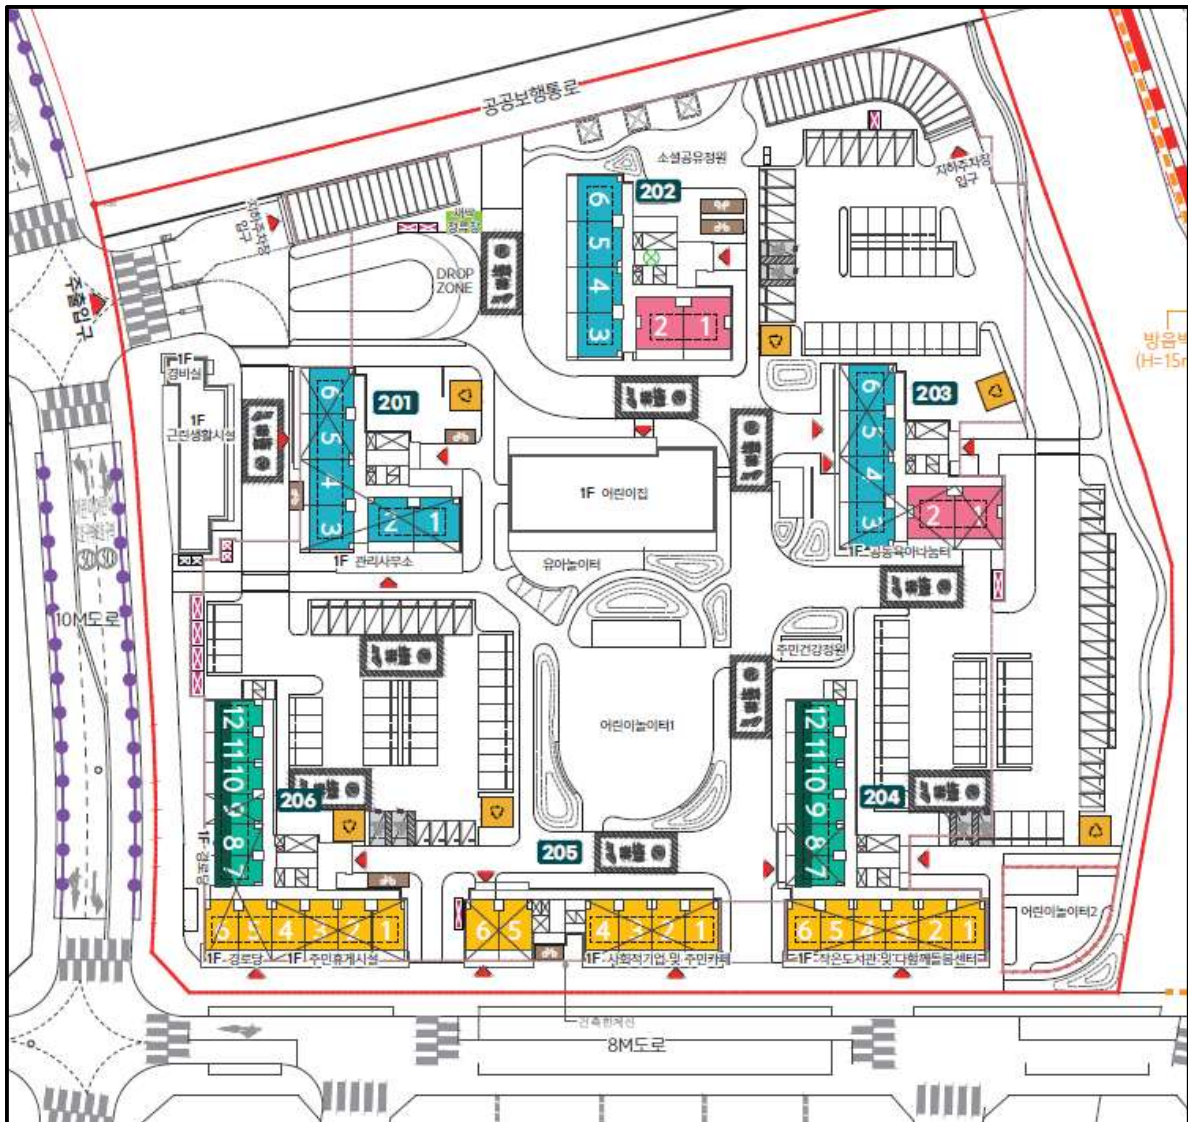 공공보행통로
소셜공유정원
지하주차장
입구
지하주차장
입구
새싹
정류장
DROP
ZONE
주출입구
202
6
5
4
3
2 1
방음벽
(H=15m
1F
경비실
1F
근린생활시설
201
6
5
4
3
2 1
1F 관리사무소
203
6
5
4
3
2 1
1F 공동육아나눔터
1F 어린이집
유아놀이터
10M도로
주민건강정원
어린이놀이터1
12
11
10
9
8
7
206
1F 경로당
6 5 4 3 2 1
1F 경로당
1F 주민휴게시설
205
6 5
4 3 2 1
1F 사회적기업 및 주민카페
12
11
10
9
8
7
204
6 5 4 3 2 1
1F 작은도서관 및 다함께돌봄센터
어린이놀이터2
건축한계선
8M도로